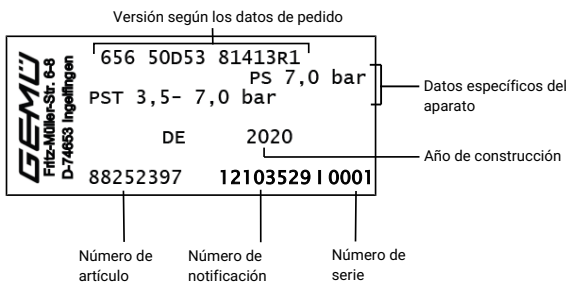 Versión según los datos de pedido
GEMÜ
Fritz-Müller-Str. 6-8
D-74653 Ingelfingen
656 50D53 81413R1
PS 7,0 bar
PST 3,5- 7,0 bar
Datos específicos del
aparato
DE 2020
Año de construcción
88252397 12103529 I 0001
Número de
artículo
Número de
notificación
Número de
serie